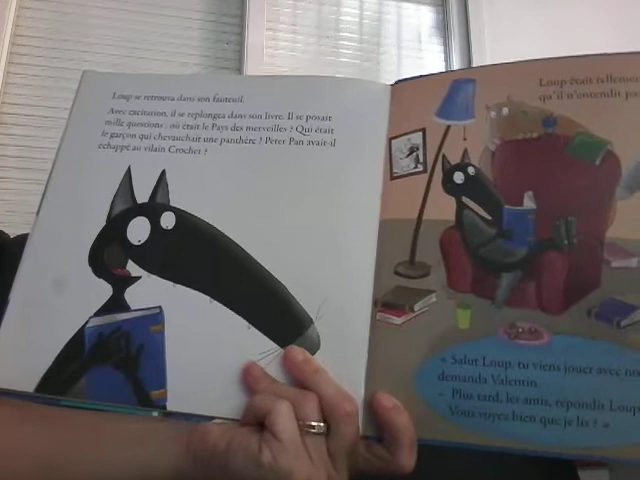 Loup se retrouva dans son fauteuil.
Avec excitation, il se replongea dans son livre. Il se posait
mille questions : où était le Pays des merveilles ? Qui était
le garçon qui chevauchait une panthère ? Peter Pan avait-il
échappé au vilain Crochet ?
Loup était tellement
qu'il n'entendit pas
« Salut Loup, tu viens jouer avec
demanda Valentin
– Plus tard, les amis, répondis Loup
Vous voyez bien que je lis ! »